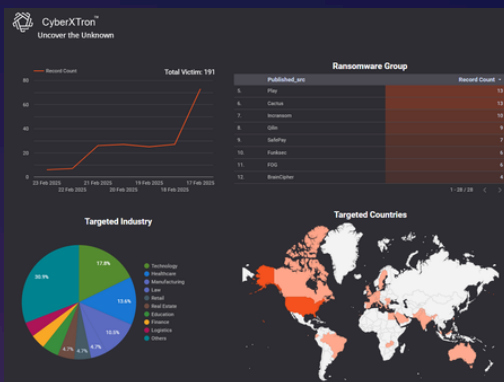 CyberXTron™
Uncover the Unknown
Record Count
Total Victim: 191
80
60
40
20
0
23 Feb 2025
22 Feb 2025
21 Feb 2025
20 Feb 2025
19 Feb 2025
18 Feb 2025
17 Feb 2025
Ransomware Group
Published_src Record Count
5. Play 13
6. Cactus 13
7. Incransom 10
8. Qilin 9
9. SafePay 7
10. Funksec 6
11. FOG 6
12. BrainCipher 4
1 - 28 / 28 < >
Targeted Industry
17.8%
13.6%
10.5%
4.7%
4.7%
4.7%
30.9%
Technology
Healthcare
Manufacturing
Law
Retail
Real Estate
Education
Finance
Logistics
Others
Targeted Countries